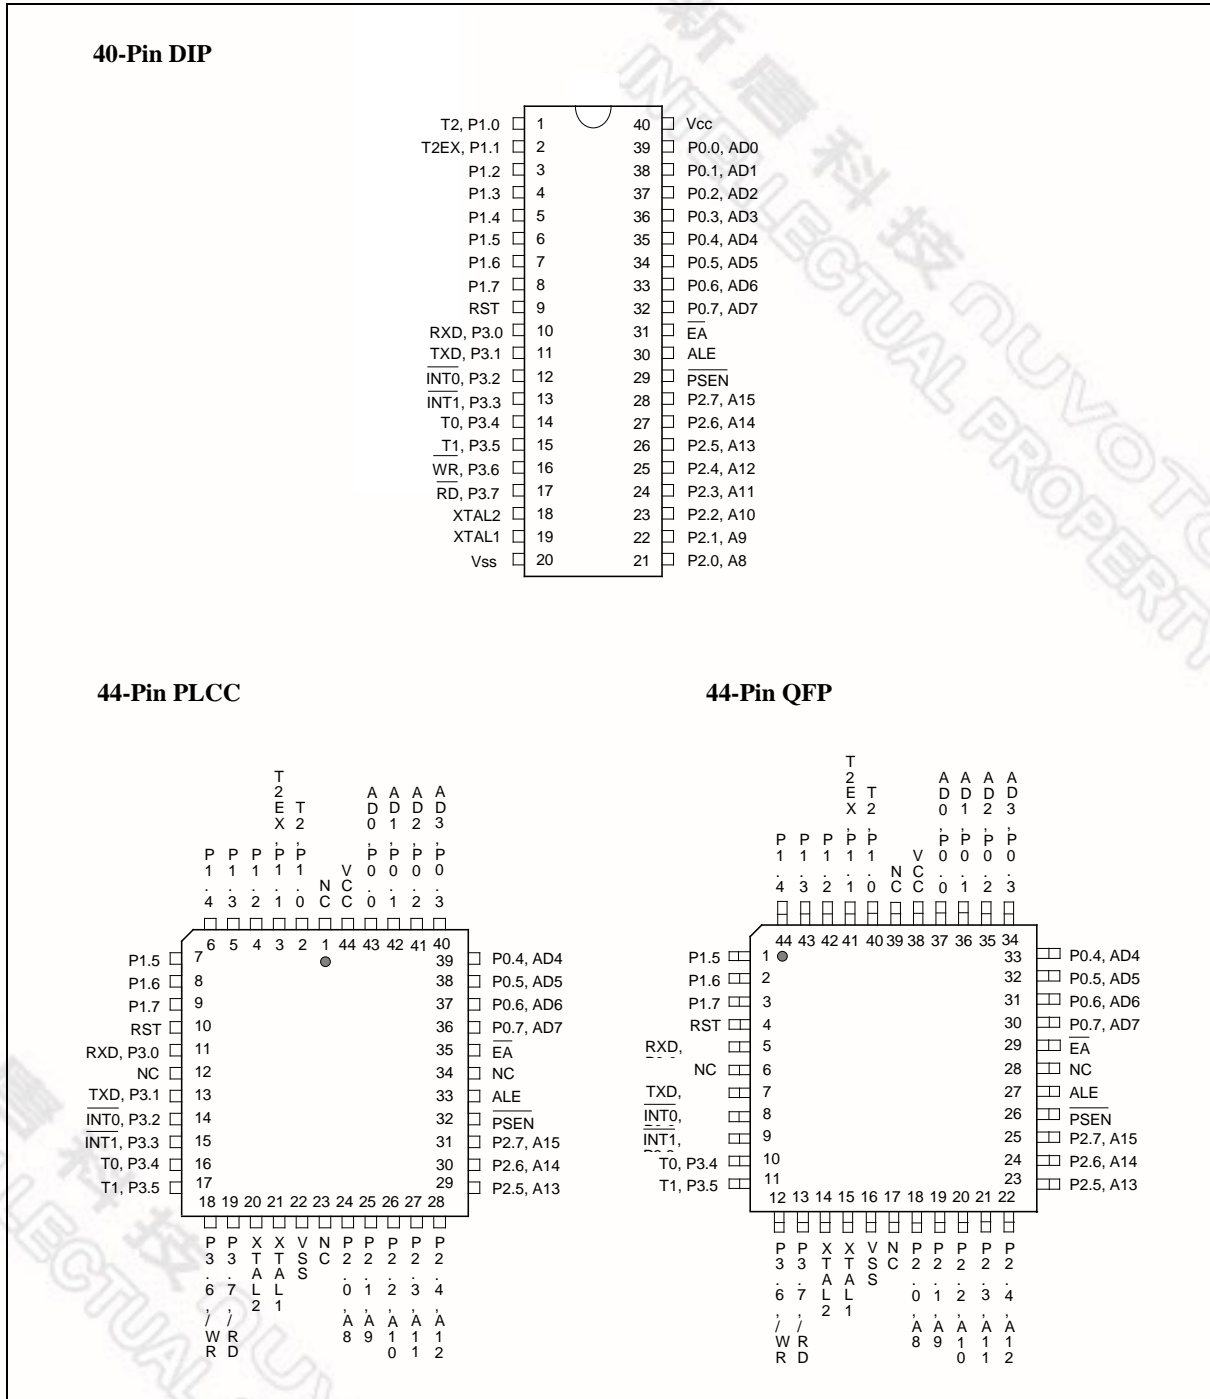 40-Pin DIP
T2, P1.0 1 40 Vcc
T2EX, P1.1 2 39 P0.0, AD0
P1.2 3 38 P0.1, AD1
P1.3 4 37 P0.2, AD2
P1.4 5 36 P0.3, AD3
P1.5 6 35 P0.4, AD4
P1.6 7 34 P0.5, AD5
P1.7 8 33 P0.6, AD6
RST 9 32 P0.7, AD7
RXD, P3.0 10 31 EA
TXD, P3.1 11 30 ALE
INT0, P3.2 12 29 PSEN
INT1, P3.3 13 28 P2.7, A15
T0, P3.4 14 27 P2.6, A14
T1, P3.5 15 26 P2.5, A13
WR, P3.6 16 25 P2.4, A12
RD, P3.7 17 24 P2.3, A11
XTAL2 18 23 P2.2, A10
XTAL1 19 22 P2.1, A9
Vss 20 21 P2.0, A8
44-Pin PLCC
P1.4 P1.3 P1.2 T2EX,P1.1 T2,P1.0 NC VCC AD0,P0.0 AD1,P0.1 AD2,P0.2 AD3,P0.3
6 5 4 3 2 1 44 43 42 41 40
P1.5 7 39 P0.4, AD4
P1.6 8 38 P0.5, AD5
P1.7 9 37 P0.6, AD6
RST 10 36 P0.7, AD7
RXD, P3.0 11 35 EA
NC 12 34 NC
TXD, P3.1 13 33 ALE
INT0, P3.2 14 32 PSEN
INT1, P3.3 15 31 P2.7, A15
T0, P3.4 16 30 P2.6, A14
T1, P3.5 17 29 P2.5, A13
18 19 20 21 22 23 24 25 26 27 28
P3.6,/WR P3.7,/RD XTAL2 XTAL1 VSS NC P2.0,A8 P2.1,A9 P2.2,A10 P2.3,A11 P2.4,A12
44-Pin QFP
P1.4 P1.3 P1.2 T2EX,P1.1 T2,P1.0 NC VCC AD0,P0.0 AD1,P0.1 AD2,P0.2 AD3,P0.3
44 43 42 41 40 39 38 37 36 35 34
P1.5 1 33 P0.4, AD4
P1.6 2 32 P0.5, AD5
P1.7 3 31 P0.6, AD6
RST 4 30 P0.7, AD7
RXD, 5 29 EA
NC 6 28 NC
TXD, 7 27 ALE
INT0, 8 26 PSEN
INT1, 9 25 P2.7, A15
T0, P3.4 10 24 P2.6, A14
T1, P3.5 11 23 P2.5, A13
12 13 14 15 16 17 18 19 20 21 22
P3.6,/WR P3.7,/RD XTAL2 XTAL1 VSS NC P2.0,A8 P2.1,A9 P2.2,A10 P2.3,A11 P2.4,A12
新唐科技 nuvoTo
INTELLECTUAL PROPERTY
科技 nuvo
LLECTUAL